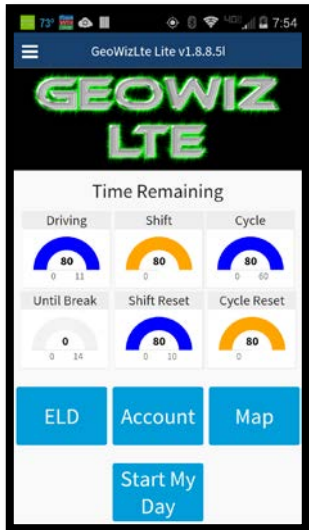 73° 4G 7:54
GeoWizLte Lite v1.8.8.5l
GEOWIZ
LTE
Time Remaining
Driving Shift Cycle
80 80 80
0 11 0 0 60
Until Break Shift Reset Cycle Reset
0 80 80
0 14 0 10 0
ELD Account Map
Start My
Day